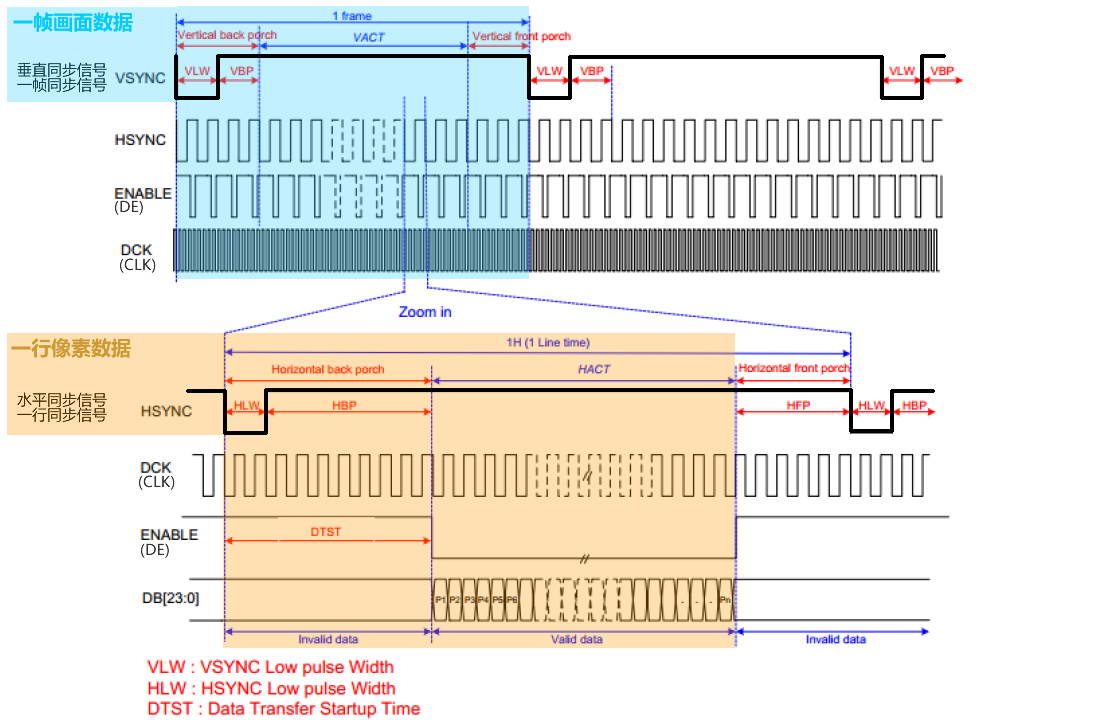 一帧画面数据
1 frame
Vertical back porch VACT Vertical front porch
垂直同步信号
一帧同步信号
VSYNC
VLW VBP VLW VBP VLW VBP
HSYNC
ENABLE
(DE)
DCK
(CLK)
Zoom in
一行像素数据
1H (1 Line time)
Horizontal back porch HACT Horizontal front porch
水平同步信号
一行同步信号
HSYNC
HLW HBP HFP HLW HBP
DCK
(CLK)
ENABLE
(DE)
DTST
DB[23:0]
P1 P2 P3 P4 P5 P6 . . . Pn
Invalid data Valid data Invalid data
VLW : VSYNC Low pulse Width
HLW : HSYNC Low pulse Width
DTST : Data Transfer Startup Time